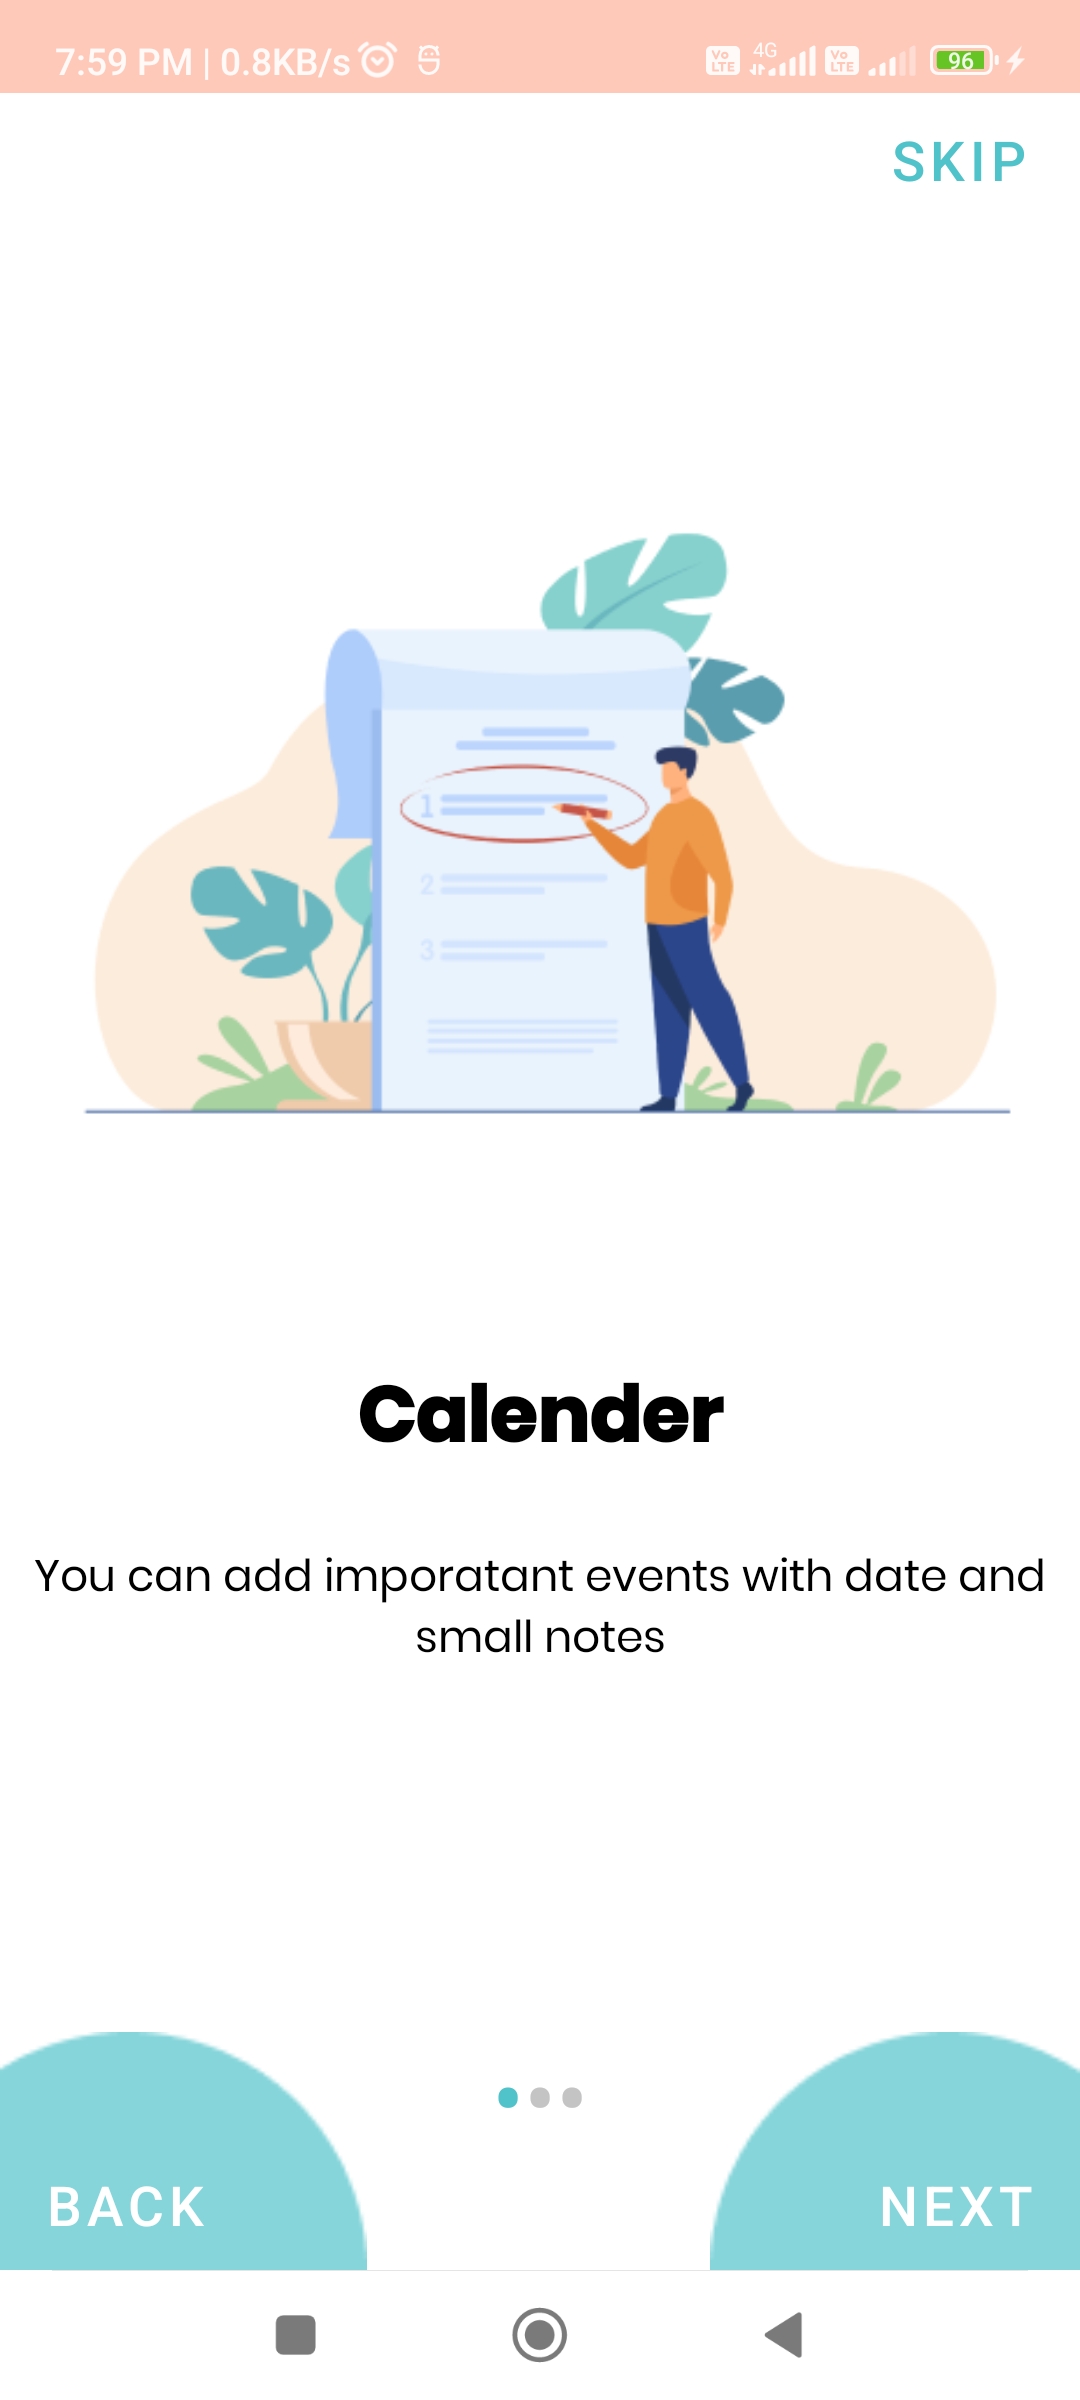 7:59 PM | 0.8KB/s Vo LTE 4G Vo LTE 96
SKIP
1
2
3
Calender
You can add imporatant events with date and
small notes
BACK NEXT